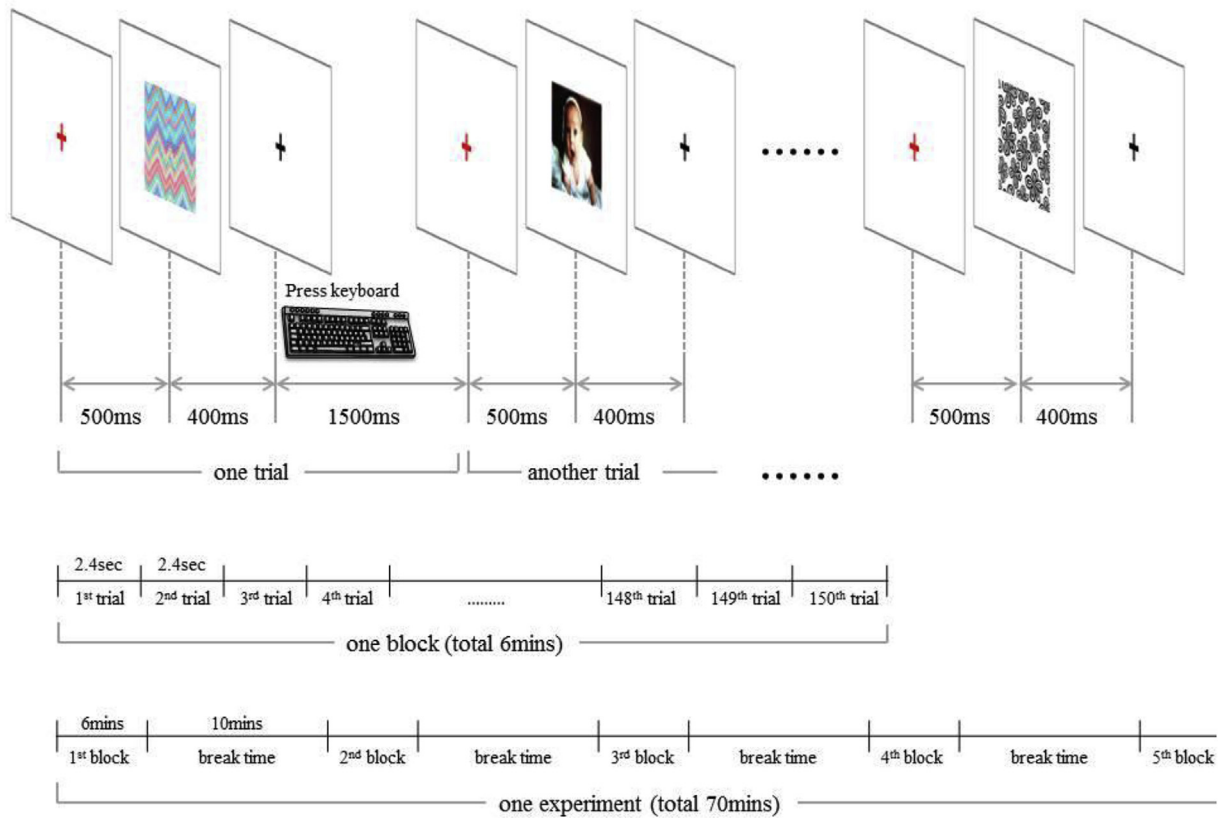 Press keyboard
500ms 400ms 1500ms 500ms 400ms 500ms 400ms
one trial another trial ......
2.4sec 2.4sec
1st trial 2nd trial 3rd trial 4th trial ......... 148th trial 149th trial 150th trial
one block (total 6mins)
6mins 10mins
1st block break time 2nd block break time 3rd block break time 4th block break time 5th block
one experiment (total 70mins)